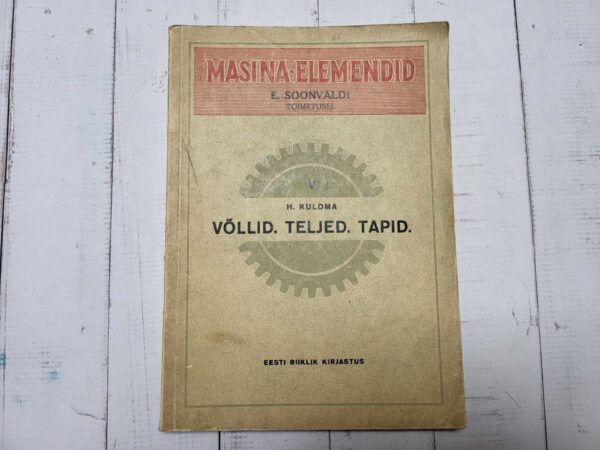 MASINA-ELEMENDID
E. SOONVALDI
TOIMETUSEL
V
H. KULDMA
VÕLLID. TELJED. TAPID.
EESTI RIIKLIK KIRJASTUS